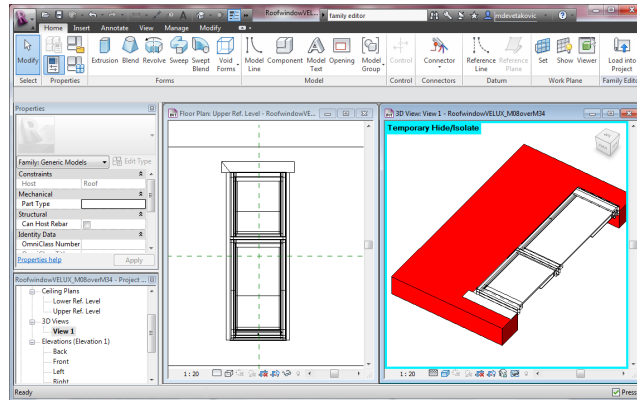 RoofwindowVEL...
family editor
mdevetakovic
Home Insert Annotate View Manage Modify
Modify
Extrusion Blend Revolve Sweep Swept Blend Void Forms
Model Line Component Model Text Opening Model Group
Control Connector Reference Line Reference Plane
Set Show Viewer Load into Project
Select Properties Forms Model Control Connectors Datum Work Plane Family Editor
Properties
Family: Generic Models Edit Type
Constraints
Host Roof
Mechanical
Part Type
Structural
Can Host Rebar
Identity Data
OmniClass Number
Properties help Apply
RoofwindowVELUX_M08overM34 - Project ...
Ceiling Plans
Lower Ref. Level
Upper Ref. Level
3D Views
View 1
Elevations (Elevation 1)
Back
Front
Left
Right
Floor Plan: Upper Ref. Level - RoofwindowVE...
1 : 20
3D View: View 1 - RoofwindowVELUX_M08overM34
Temporary Hide/Isolate
1 : 20
Ready
Press